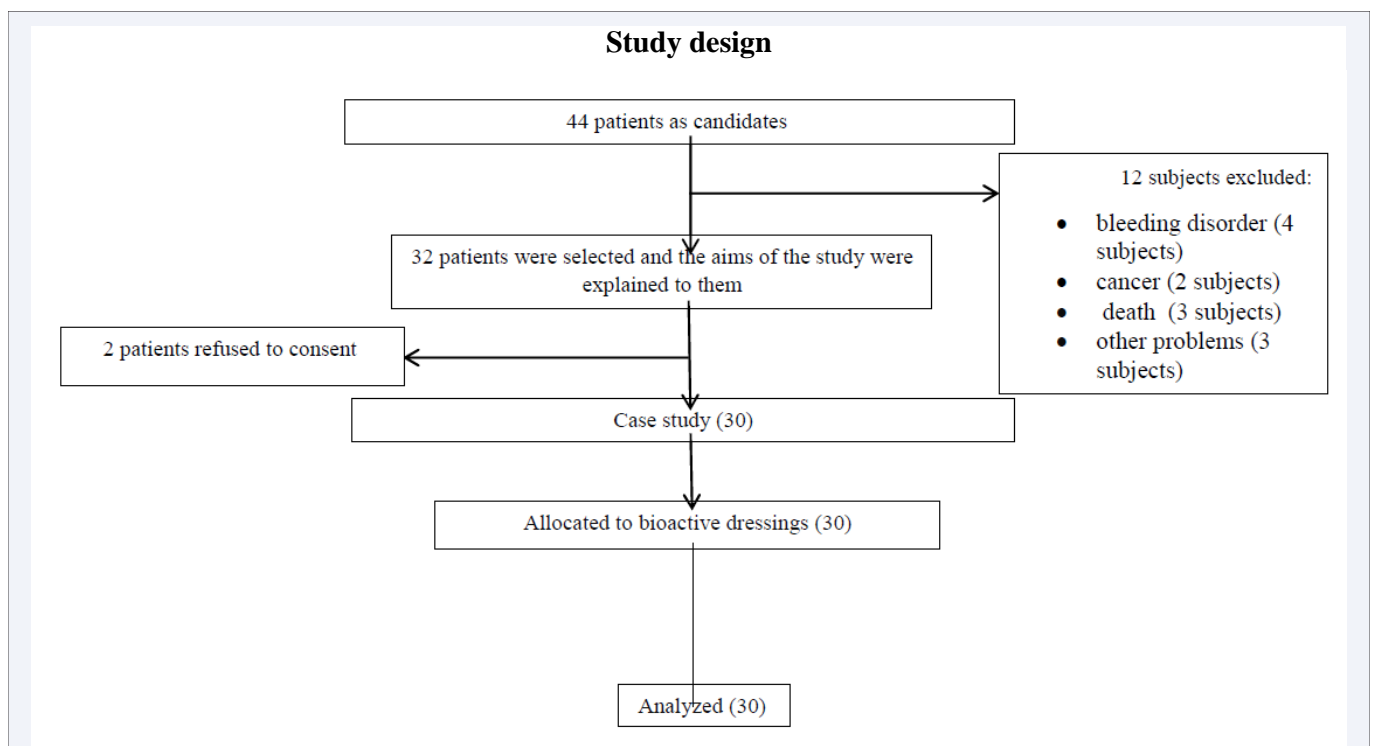 Study design
44 patients as candidates
12 subjects excluded:
• bleeding disorder (4
subjects)
• cancer (2 subjects)
• death (3 subjects)
• other problems (3
subjects)
32 patients were selected and the aims of the study were
explained to them
2 patients refused to consent
Case study (30)
Allocated to bioactive dressings (30)
Analyzed (30)